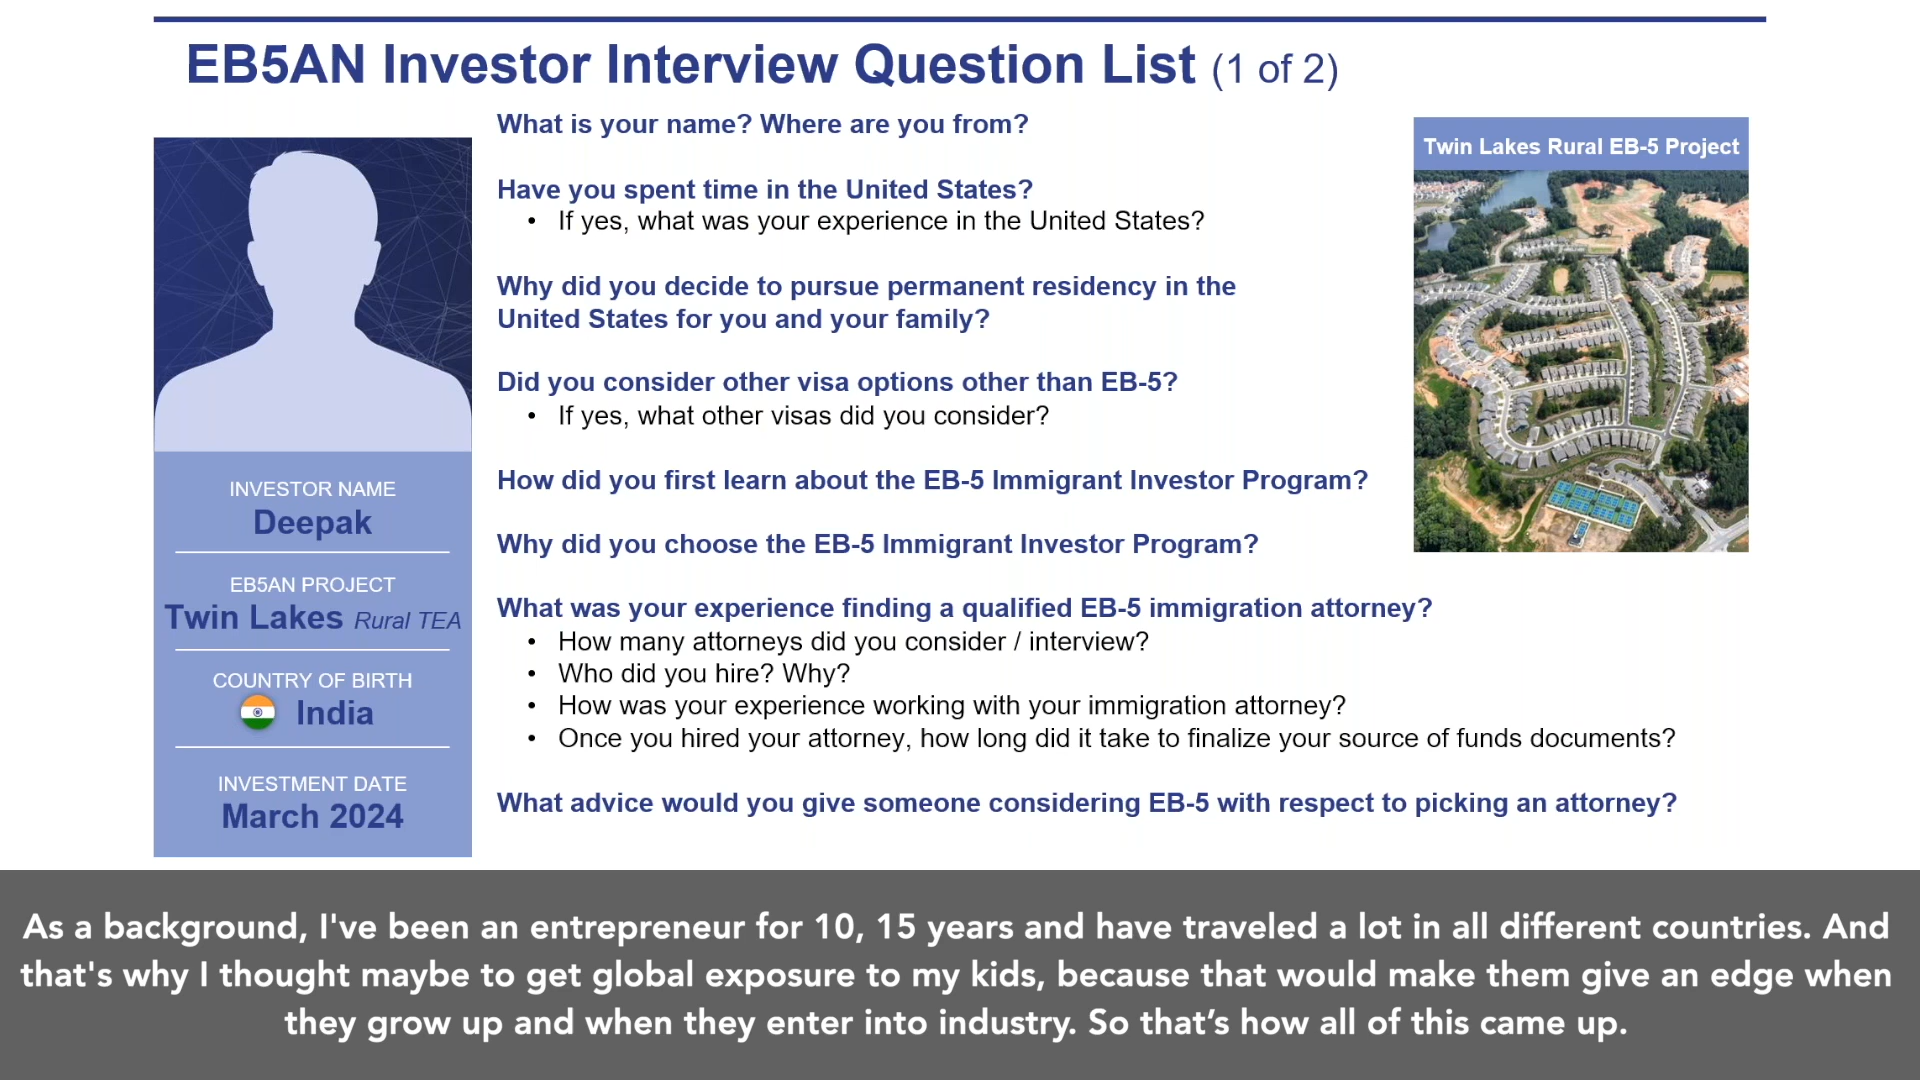 EB5AN Investor Interview Question List (1 of 2)
What is your name? Where are you from?
Have you spent time in the United States?
• If yes, what was your experience in the United States?
Why did you decide to pursue permanent residency in the
United States for you and your family?
Did you consider other visa options other than EB-5?
• If yes, what other visas did you consider?
How did you first learn about the EB-5 Immigrant Investor Program?
Why did you choose the EB-5 Immigrant Investor Program?
What was your experience finding a qualified EB-5 immigration attorney?
• How many attorneys did you consider / interview?
• Who did you hire? Why?
• How was your experience working with your immigration attorney?
• Once you hired your attorney, how long did it take to finalize your source of funds documents?
What advice would you give someone considering EB-5 with respect to picking an attorney?
Twin Lakes Rural EB-5 Project
INVESTOR NAME
Deepak
EB5AN PROJECT
Twin Lakes Rural TEA
COUNTRY OF BIRTH
India
INVESTMENT DATE
March 2024
As a background, I've been an entrepreneur for 10, 15 years and have traveled a lot in all different countries. And
that's why I thought maybe to get global exposure to my kids, because that would make them give an edge when
they grow up and when they enter into industry. So that’s how all of this came up.